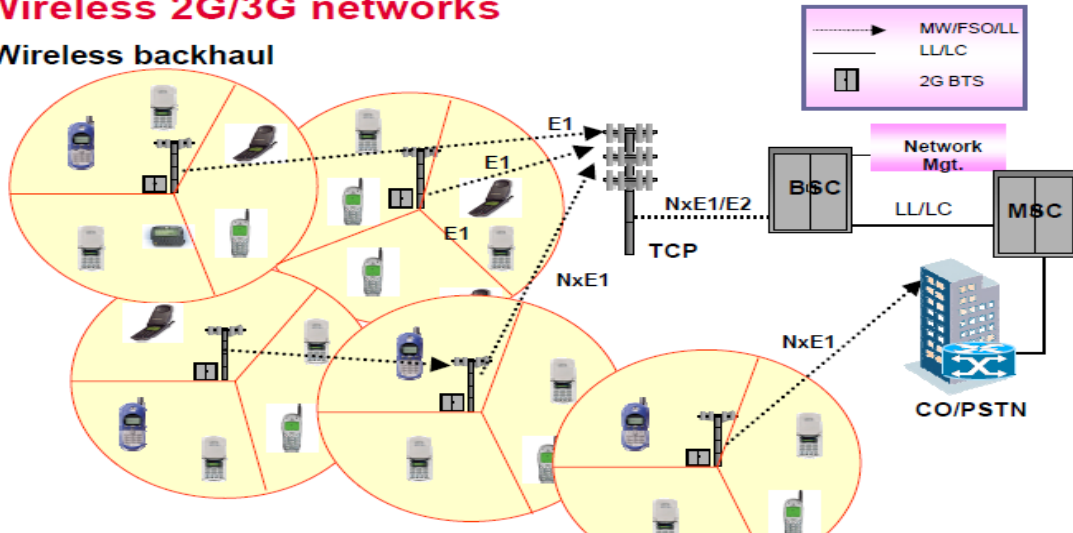 Wireless 2G/3G networks
Wireless backhaul
MW/FSO/LL
LL/LC
2G BTS
E1
E1
E1
NxE1
NxE1/E2
TCP
BSC
Network
Mgt.
LL/LC
MSC
NxE1
CO/PSTN